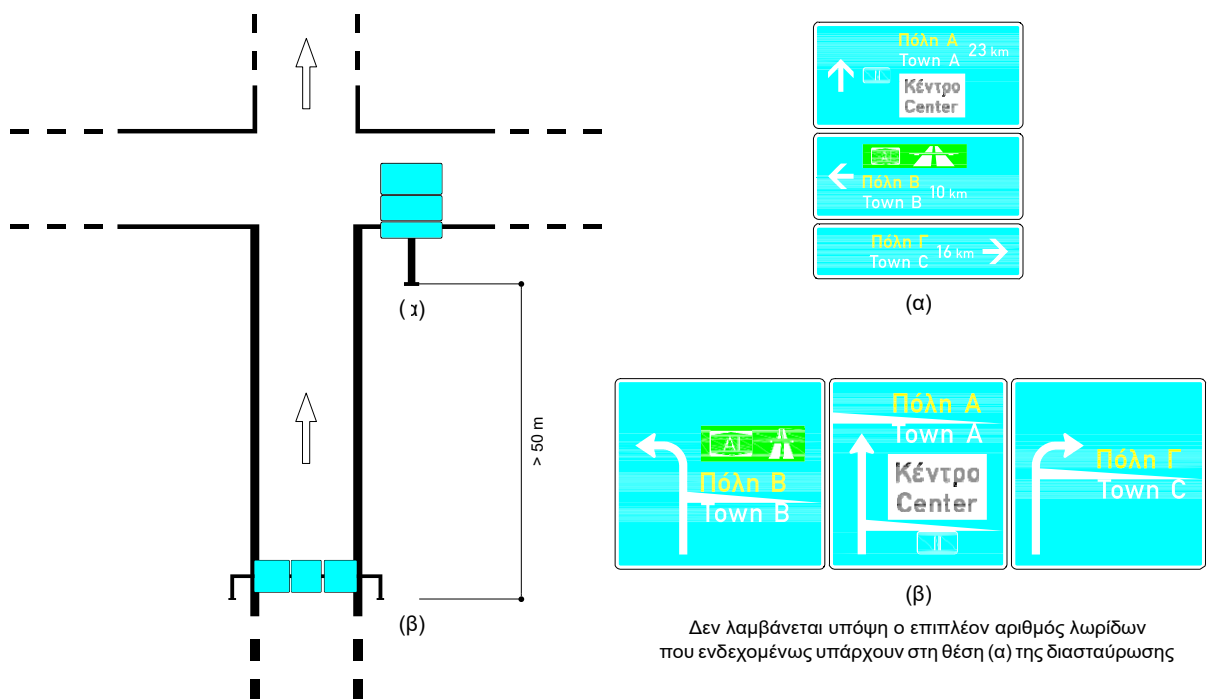 Πόλη Α
Town A
23 km
Κέντρο
Center
Πόλη Β
Town B
10 km
Πόλη Γ
Town C
16 km
(α)
(α)
> 50 m
(β)
Πόλη Β
Town B
Πόλη Α
Town A
Κέντρο
Center
Πόλη Γ
Town C
(β)
Δεν λαμβάνεται υπόψη ο επιπλέον αριθμός λωρίδων
που ενδεχομένως υπάρχουν στη θέση (α) της διασταύρωσης